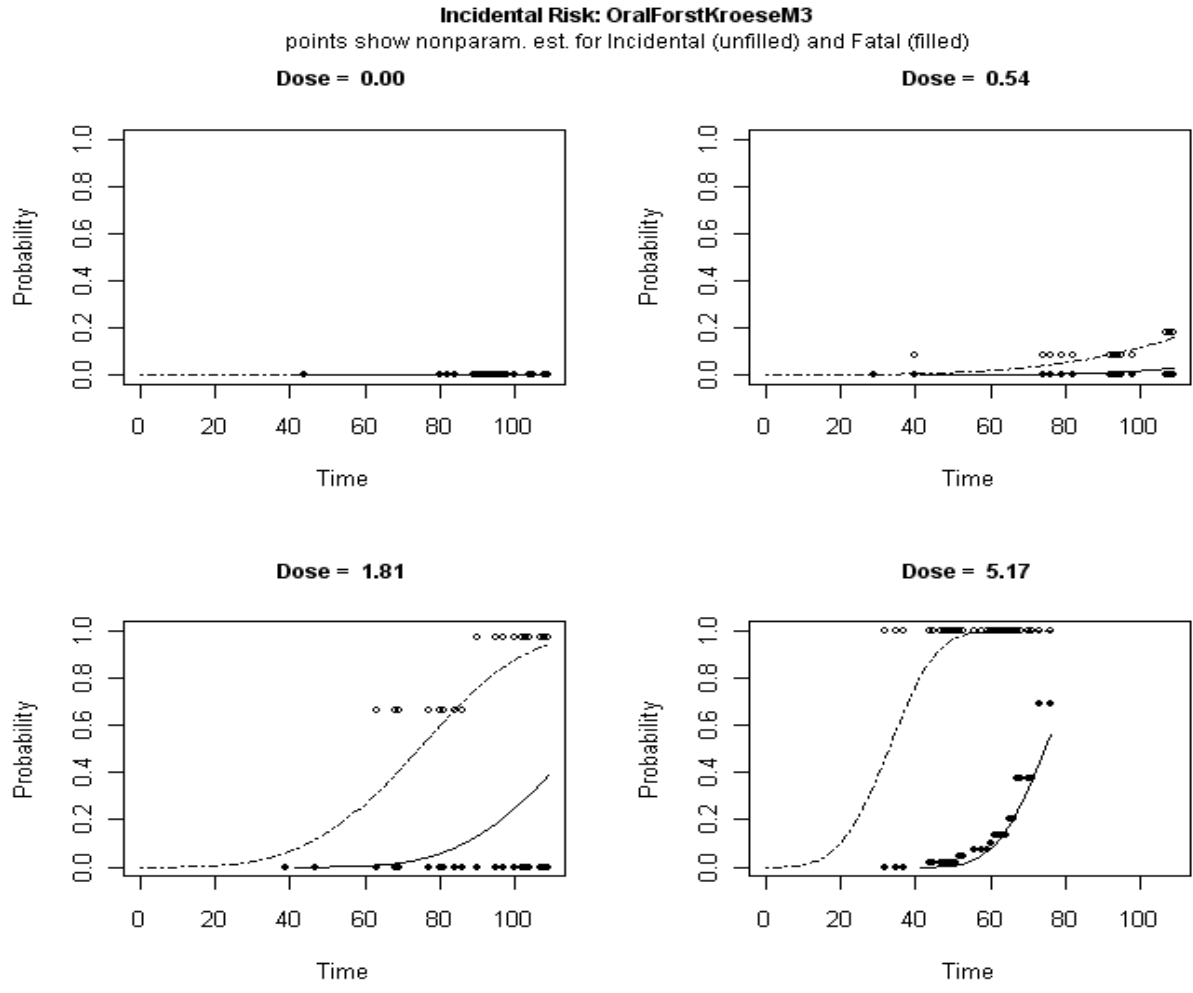 Incidental Risk: OralForstKroeseM3
points show nonparam. est. for Incidental (unfilled) and Fatal (filled)
Dose = 0.00
Probability
0.0 0.2 0.4 0.6 0.8 1.0
0 20 40 60 80 100
Time
Dose = 0.54
Probability
0.0 0.2 0.4 0.6 0.8 1.0
0 20 40 60 80 100
Time
Dose = 1.81
Probability
0.0 0.2 0.4 0.6 0.8 1.0
0 20 40 60 80 100
Time
Dose = 5.17
Probability
0.0 0.2 0.4 0.6 0.8 1.0
0 20 40 60 80 100
Time